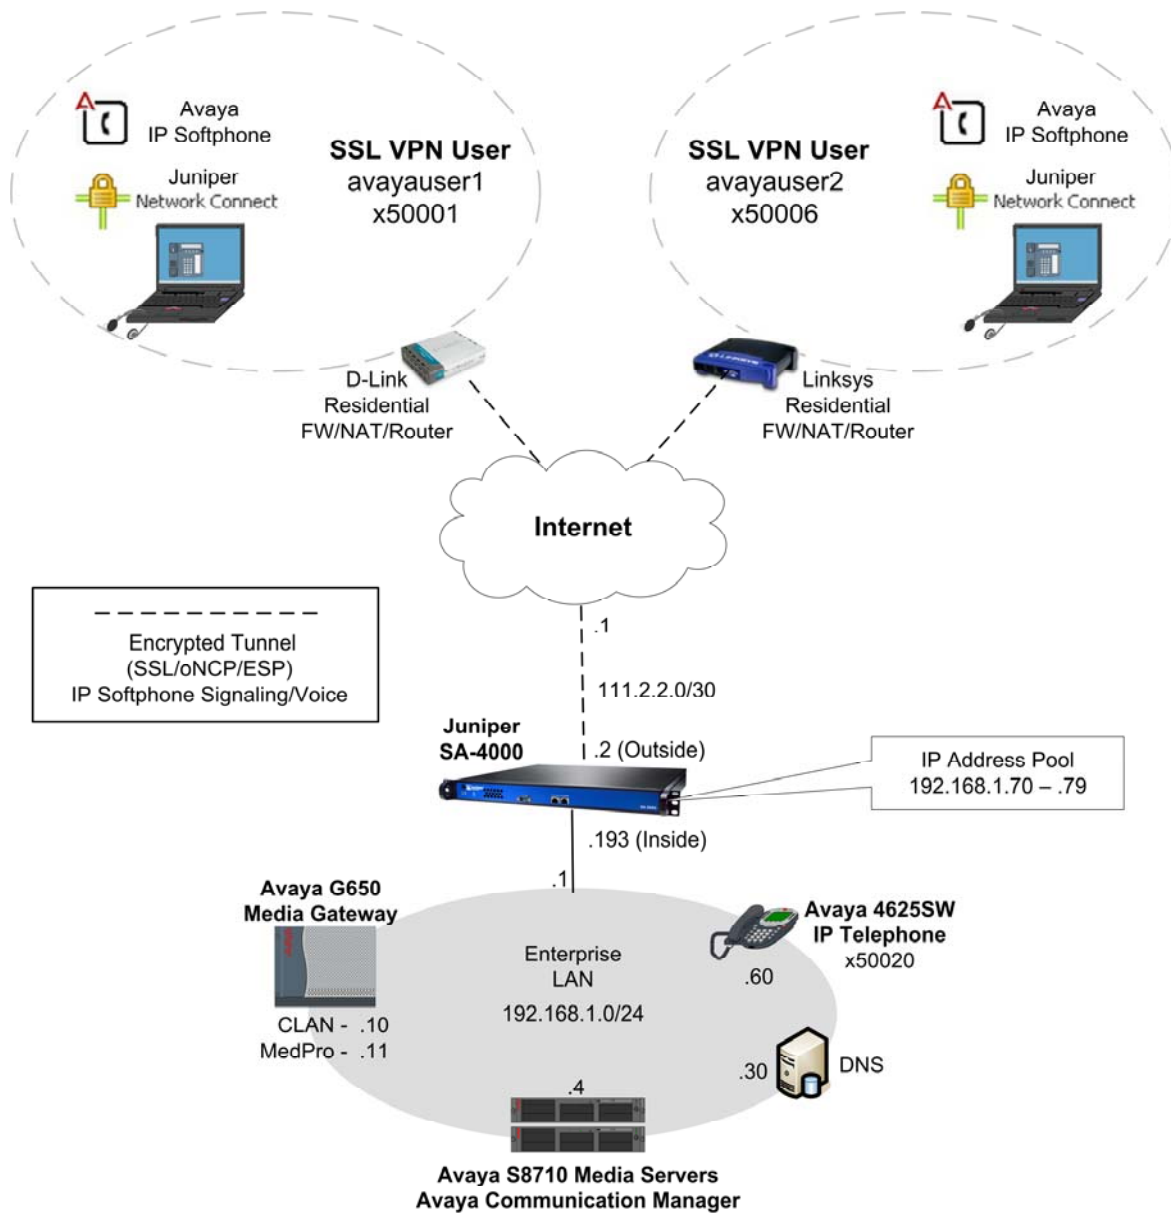 Avaya
IP Softphone
Juniper
Network Connect
SSL VPN User
avayauser1
x50001
SSL VPN User
avayauser2
x50006
Avaya
IP Softphone
Juniper
Network Connect
D-Link
Residential
FW/NAT/Router
LINKSYS
Linksys
Residential
FW/NAT/Router
Internet
Encrypted Tunnel
(SSL/oNCP/ESP)
IP Softphone Signaling/Voice
.1
111.2.2.0/30
.2 (Outside)
Juniper
SA-4000
IP Address Pool
192.168.1.70 – .79
.193 (Inside)
.1
Avaya G650
Media Gateway
CLAN - .10
MedPro - .11
Enterprise
LAN
192.168.1.0/24
Avaya 4625SW
IP Telephone
x50020
.60
.30
DNS
.4
Avaya S8710 Media Servers
Avaya Communication Manager